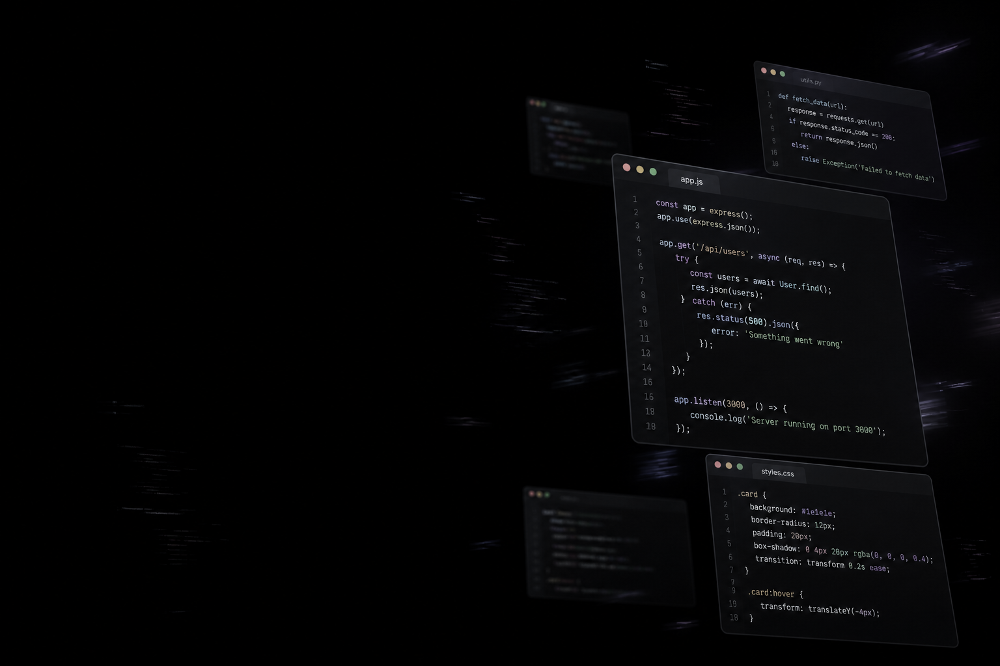 utils.py
1 def fetch_data(url):
2 response = requests.get(url)
4 if response.status_code == 200;
6 return response.json()
16 else:
18 raise Exception('Failed to fetch data')
app.js
1 const app = express();
2 app.use(express.json());
3
4 app.get('/api/users', async (req, res) => {
5 try {
6 const users = await User.find();
7 res.json(users);
8 } catch (err) {
9 res.status(500).json({
10 error: 'Something went wrong'
11 });
13 }
14 });
16
16 app.listen(3000, () => {
18 console.log('Server running on port 3000');
18 });
styles.css
1 .card {
2 background: #1e1e1e;
3 border-radius: 12px;
4 padding: 20px;
5 box-shadow: 0 4px 20px rgba(0, 0, 0, 0.4);
6 transition: transform 0.2s ease;
7 }
7
9 .card:hover {
10 transform: translateY(-4px);
10 }